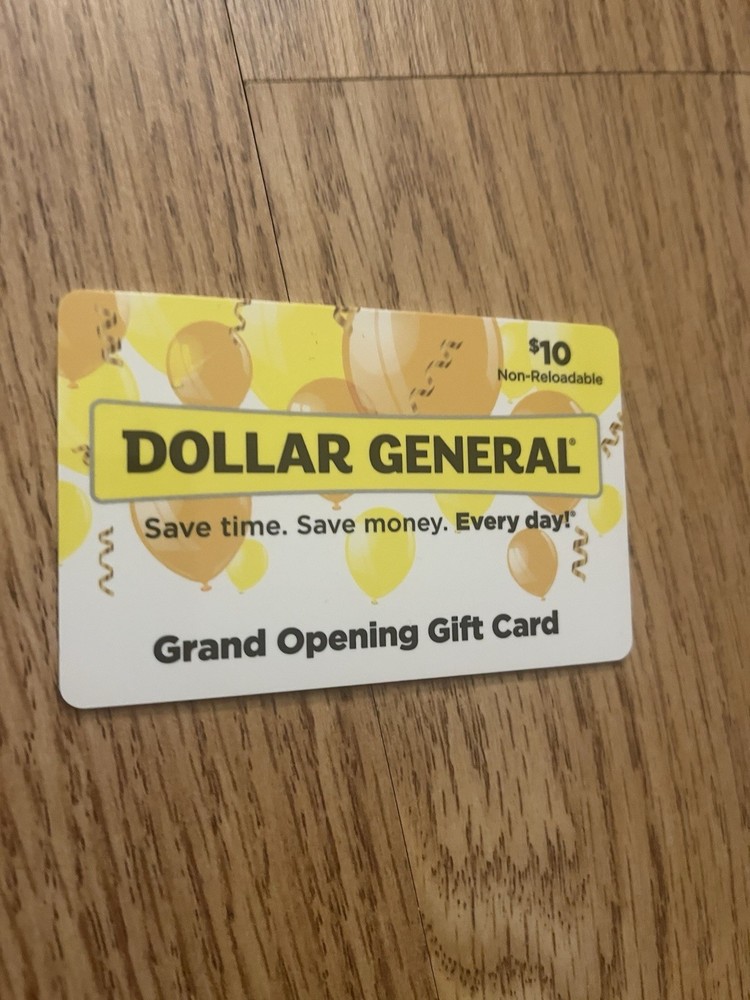 $10
Non-Reloadable
DOLLAR GENERAL®
Save time. Save money. Every day!®
Grand Opening Gift Card